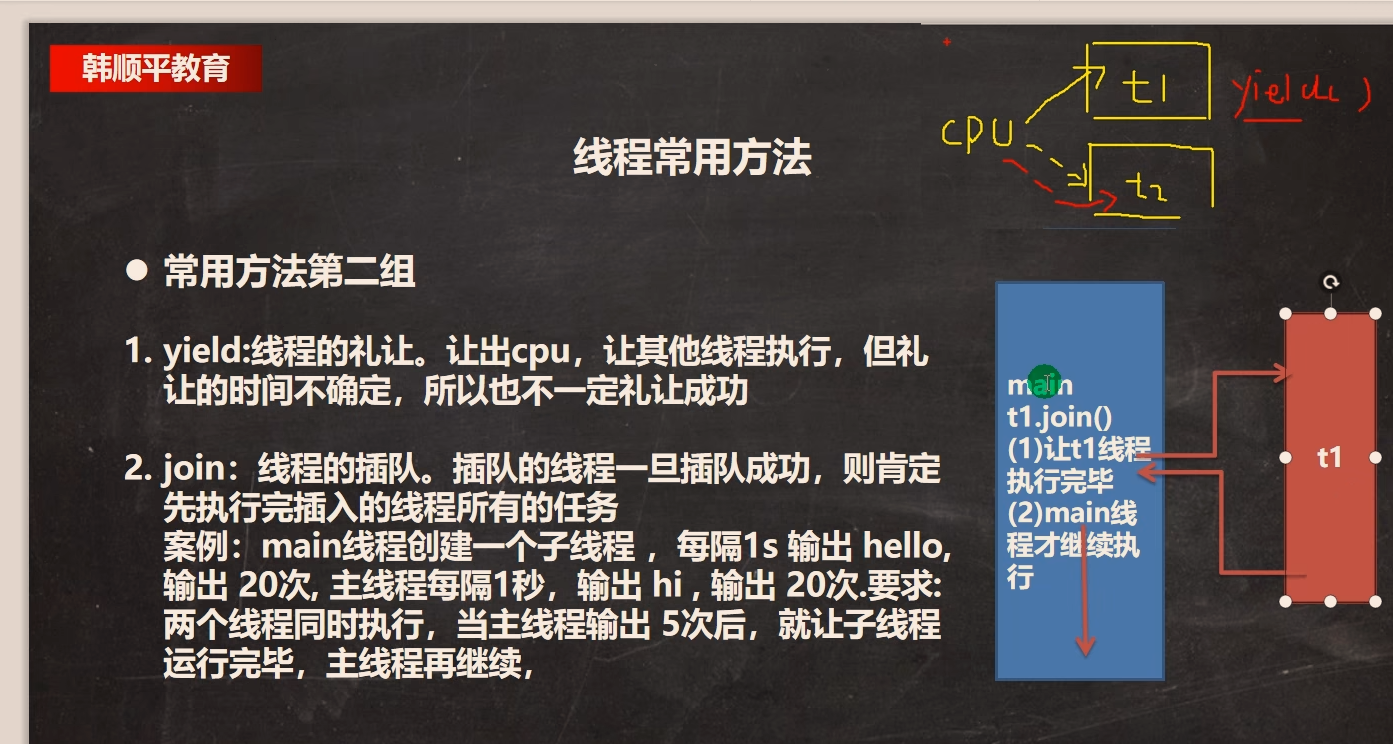 韩顺平教育
线程常用方法
cpu
t1
yield()
t2
● 常用方法第二组
1. yield:线程的礼让。让出cpu，让其他线程执行，但礼
让的时间不确定，所以也不一定礼让成功
2. join：线程的插队。插队的线程一旦插队成功，则肯定
先执行完插入的线程所有的任务
案例：main线程创建一个子线程 ，每隔1s 输出 hello,
输出 20次, 主线程每隔1秒，输出 hi , 输出 20次.要求:
两个线程同时执行，当主线程输出 5次后，就让子线程
运行完毕，主线程再继续，
main
t1.join()
(1)让t1线程
执行完毕
(2)main线
程才继续执
行
t1